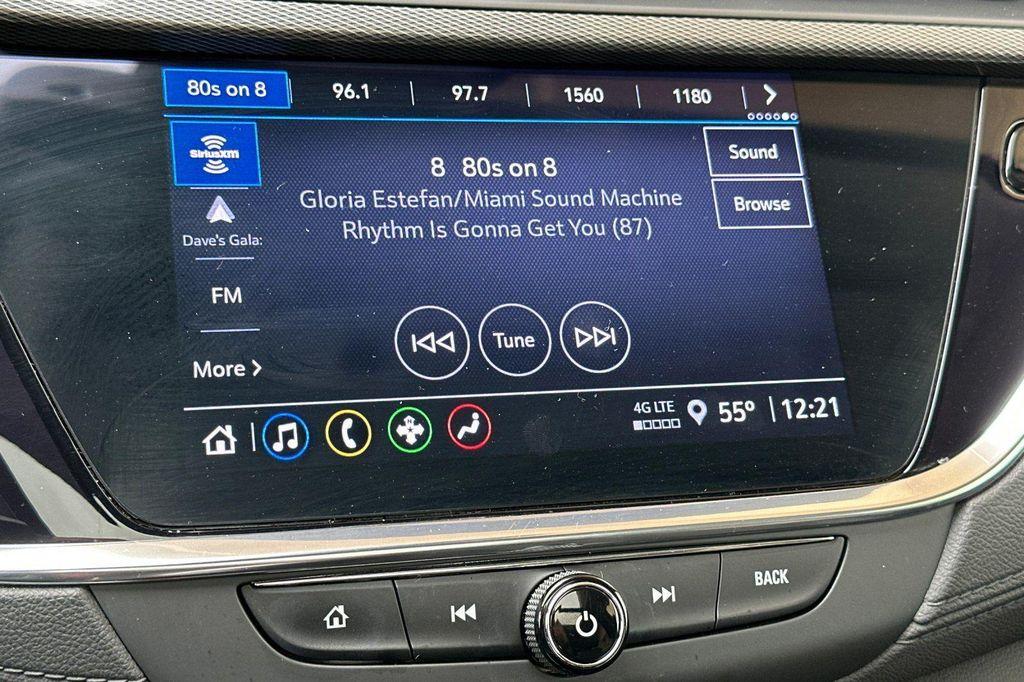 80s on 8 | 96.1 | 97.7 | 1560 | 1180 |
SiriusXM
8 80s on 8
Sound
Gloria Estefan/Miami Sound Machine
Browse
Rhythm Is Gonna Get You (87)
Dave's Gala:
FM
Tune
More
4G LTE 55° | 12:21
BACK